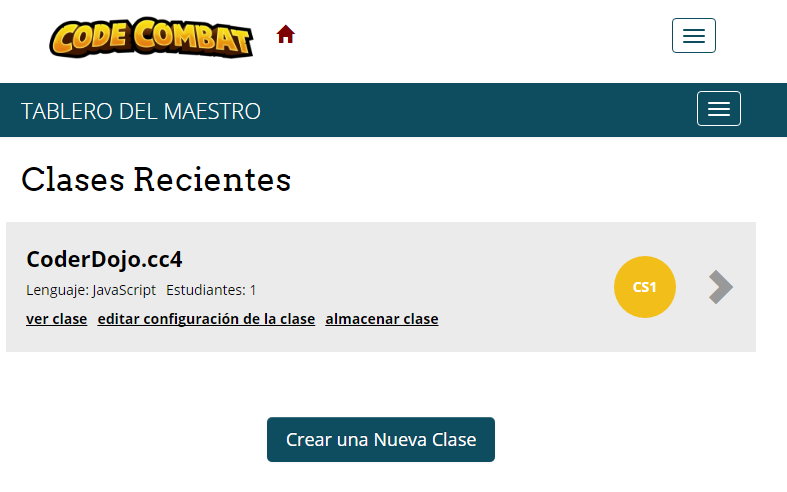 CODE COMBAT
TABLERO DEL MAESTRO
Clases Recientes
CoderDojo.cc4
Lenguaje: JavaScript Estudiantes: 1
CS1
ver clase editar configuración de la clase almacenar clase
Crear una Nueva Clase